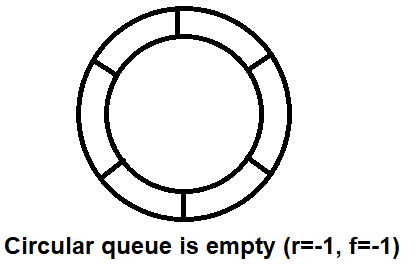 Circular queue is empty (r=-1, f=-1)